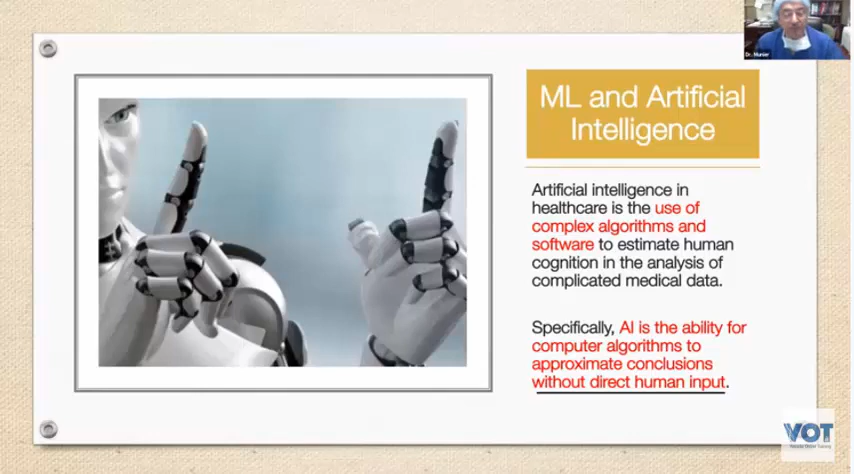 Dr. Munier
ML and Artificial
Intelligence
Artificial intelligence in
healthcare is the use of
complex algorithms and
software to estimate human
cognition in the analysis of
complicated medical data.
Specifically, AI is the ability for
computer algorithms to
approximate conclusions
without direct human input.
VOT